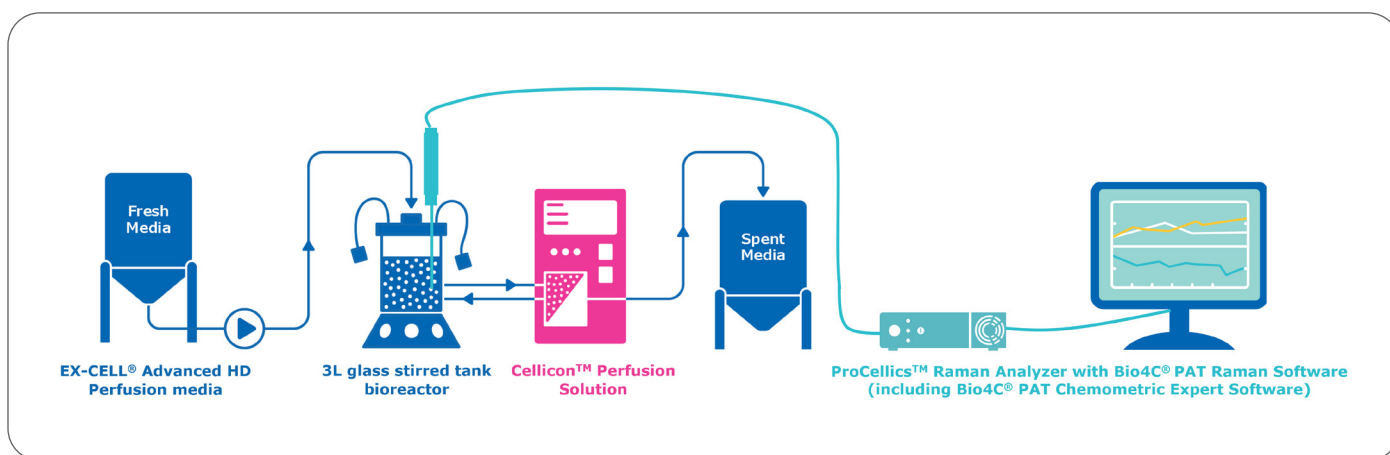 Fresh
Media
Spent
Media
EX-CELL® Advanced HD
Perfusion media
3L glass stirred tank
bioreactor
Cellicon™ Perfusion
Solution
ProCellics™ Raman Analyzer with Bio4C® PAT Raman Software
(including Bio4C® PAT Chemometric Expert Software)